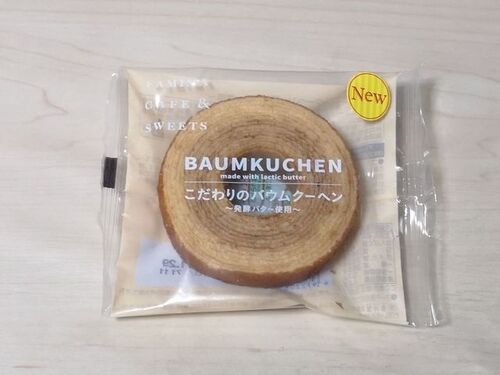 FAMIMA
CAFE &
SWEETS
New
BAUMKUCHEN
made with lactic butter
こだわりのバウムクーヘン
〜発酵バター使用〜